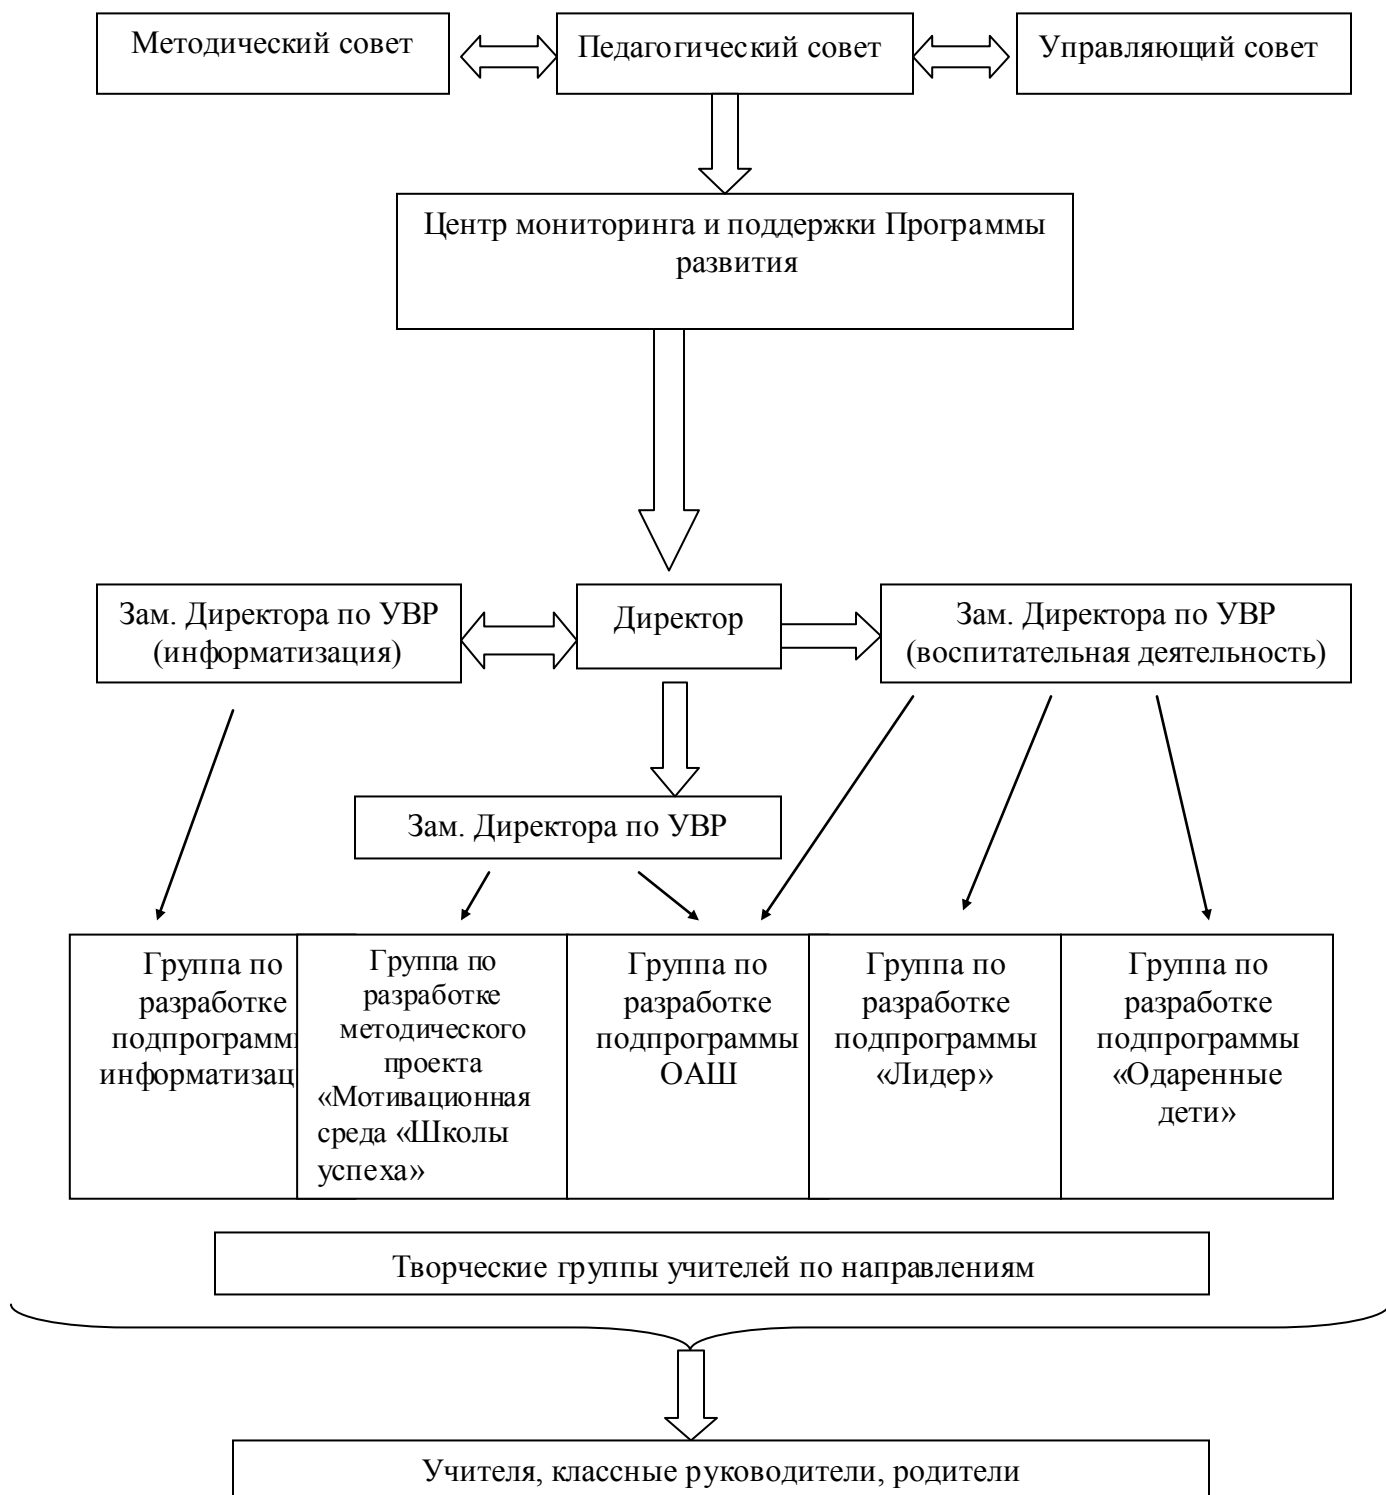 Методический совет
Педагогический совет
Управляющий совет
Центр мониторинга и поддержки Программы
развития
Зам. Директора по УВР
(информатизация)
Директор
Зам. Директора по УВР
(воспитательная деятельность)
Зам. Директора по УВР
Группа по
разработке
подпрограмм
информатизац
Группа по
разработке
методического
проекта
«Мотивационная
среда «Школы
успеха»
Группа по
разработке
подпрограммы
ОАШ
Группа по
разработке
подпрограммы
«Лидер»
Группа по
разработке
подпрограммы
«Одаренные
дети»
Творческие группы учителей по направлениям
Учителя, классные руководители, родители